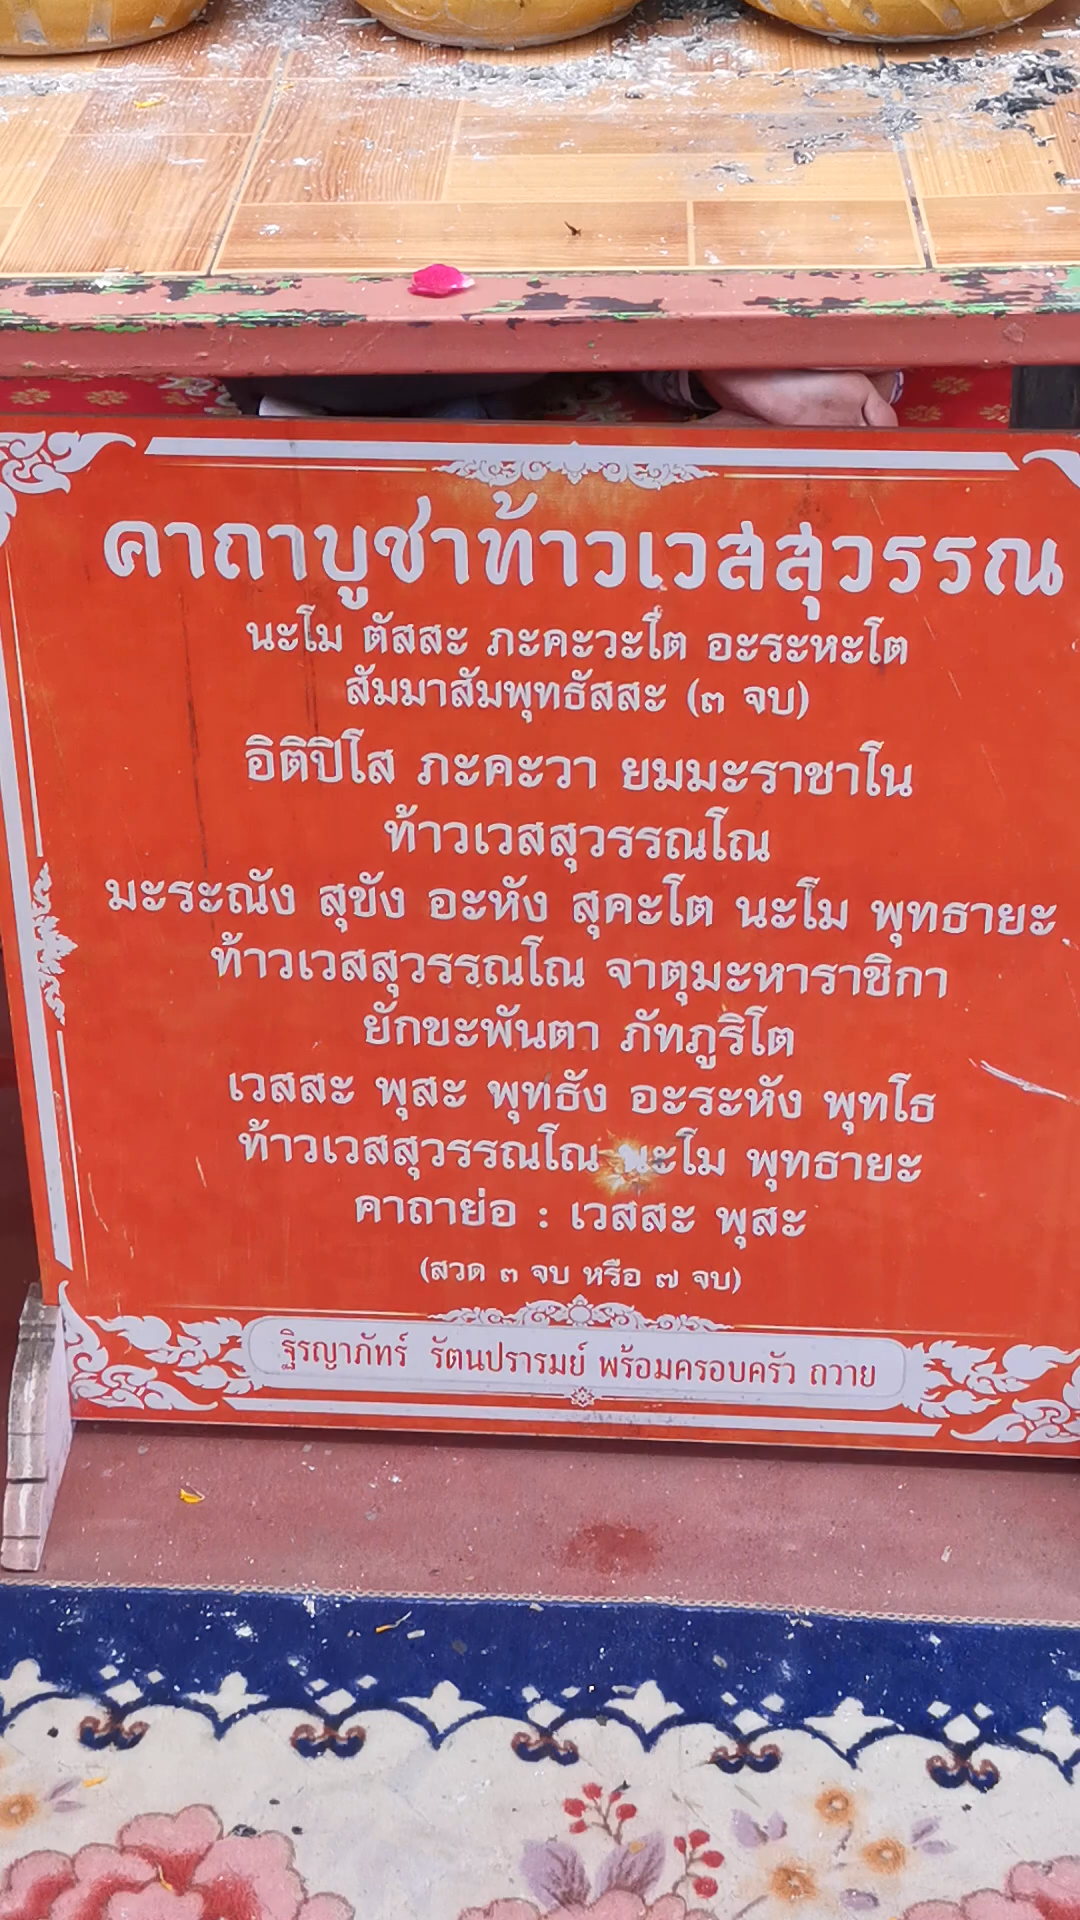 คาถาบูชาท้าวเวสสุวรรณ
นะโม ตัสสะ ภะคะวะโต อะระหะโต
สัมมาสัมพุทธัสสะ (๓ จบ)
อิติปิโส ภะคะวา ยมมะราชาโน
ท้าวเวสสุวรรณโณ
มะระณัง สุขัง อะหัง สุคะโต นะโม พุทธายะ
ท้าวเวสสุวรรณโณ จาตุมะหาราชิกา
ยักขะพันตา ภัทภูริโต
เวสสะ พุสะ พุทธัง อะระหัง พุทโธ
ท้าวเวสสุวรรณโณ นะโม พุทธายะ
คาถาย่อ : เวสสะ พุสะ
(สวด ๓ จบ หรือ ๗ จบ)
ฐิรญาภัทร์ รัตนปรารมย์ พร้อมครอบครัว ถวาย